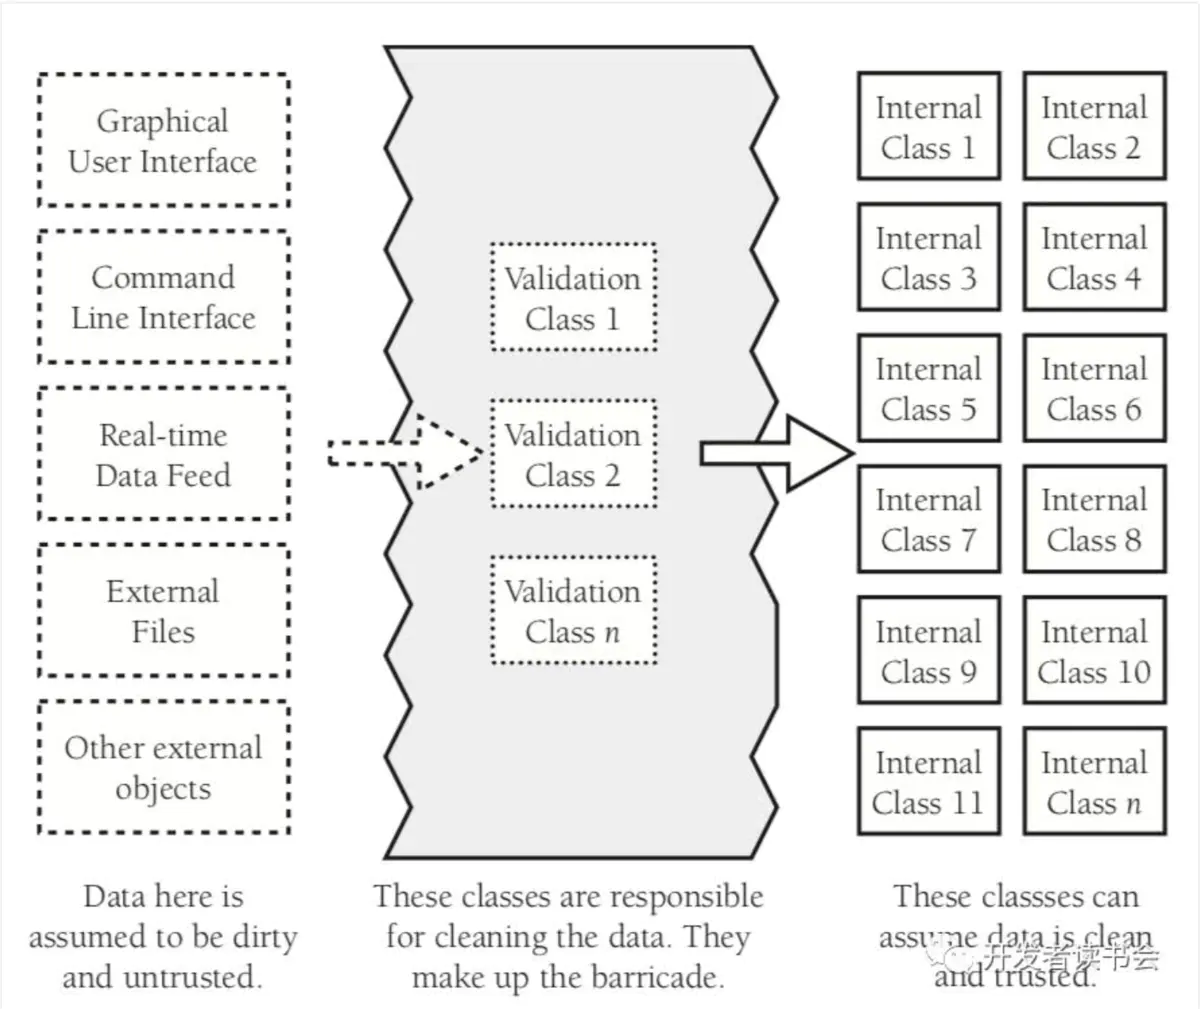 Graphical
User Interface
Command
Line Interface
Real-time
Data Feed
External
Files
Other external
objects
Data here is
assumed to be dirty
and untrusted.
Validation
Class 1
Validation
Class 2
Validation
Class n
These classes are responsible
for cleaning the data. They
make up the barricade.
Internal
Class 1
Internal
Class 2
Internal
Class 3
Internal
Class 4
Internal
Class 5
Internal
Class 6
Internal
Class 7
Internal
Class 8
Internal
Class 9
Internal
Class 10
Internal
Class 11
Internal
Class n
These classses can
assume data is clean
and trusted.
开发者读书会